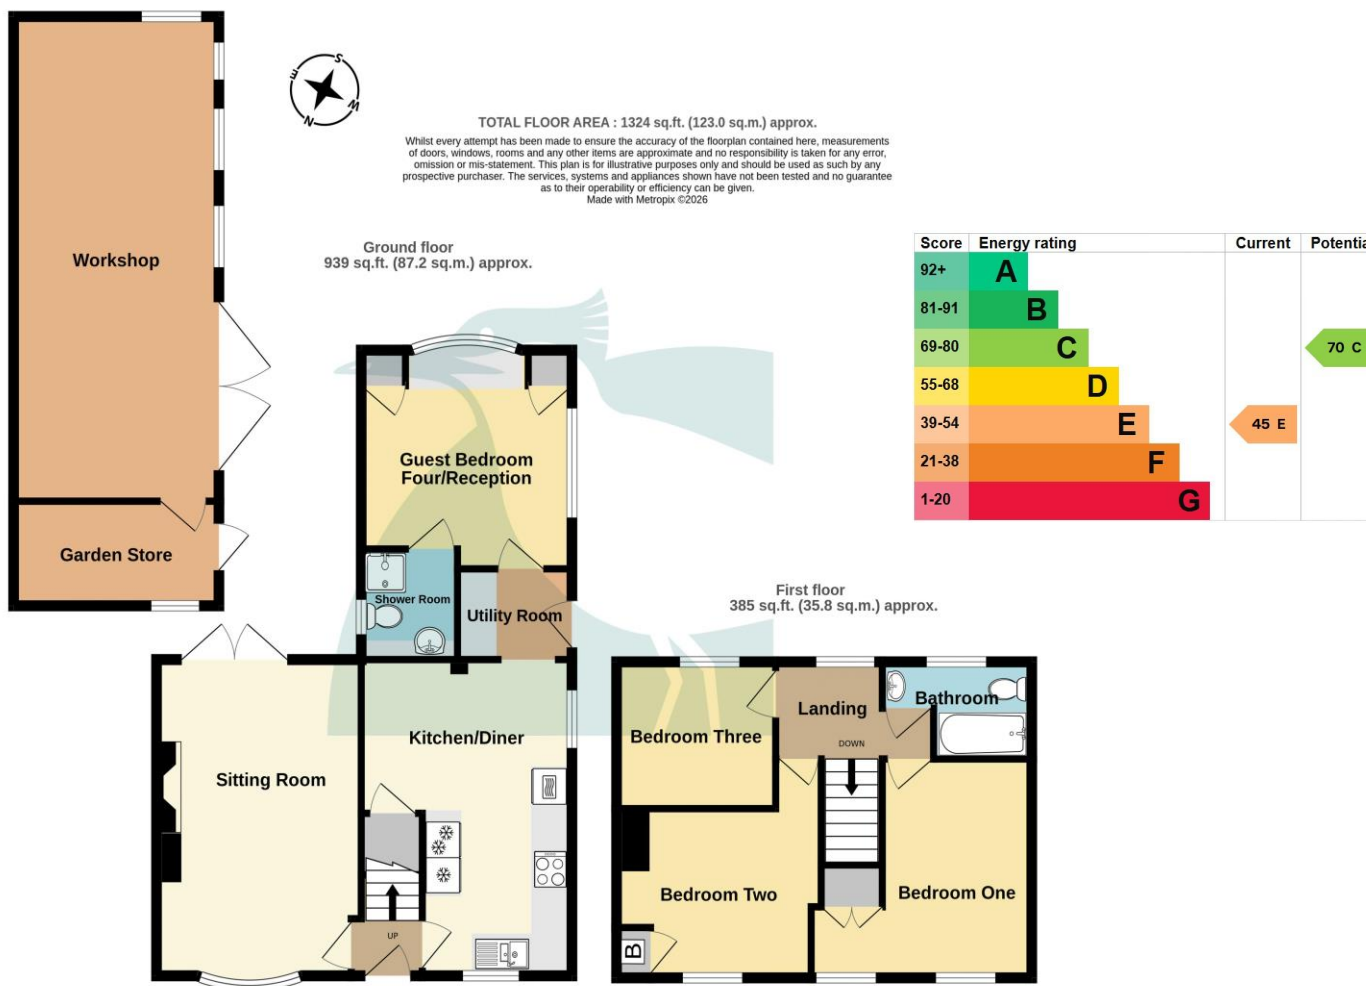 S
E
W
N
TOTAL FLOOR AREA : 1324 sq.ft. (123.0 sq.m.) approx.
Whilst every attempt has been made to ensure the accuracy of the floorplan contained here, measurements
of doors, windows, rooms and any other items are approximate and no responsibility is taken for any error,
omission or mis-statement. This plan is for illustrative purposes only and should be used as such by any
prospective purchaser. The services, systems and appliances shown have not been tested and no guarantee
as to their operability or efficiency can be given.
Made with Metropix ©2026
Ground floor
939 sq.ft. (87.2 sq.m.) approx.
Workshop
Garden Store
Guest Bedroom
Four/Reception
Shower Room
Utility Room
Kitchen/Diner
Sitting Room
UP
Score Energy rating Current Potentia
92+ A
81-91 B
69-80 C 70 C
55-68 D
39-54 E 45 E
21-38 F
1-20 G
First floor
385 sq.ft. (35.8 sq.m.) approx.
Bathroom
Landing
Bedroom Three
DOWN
Bedroom Two
Bedroom One
B